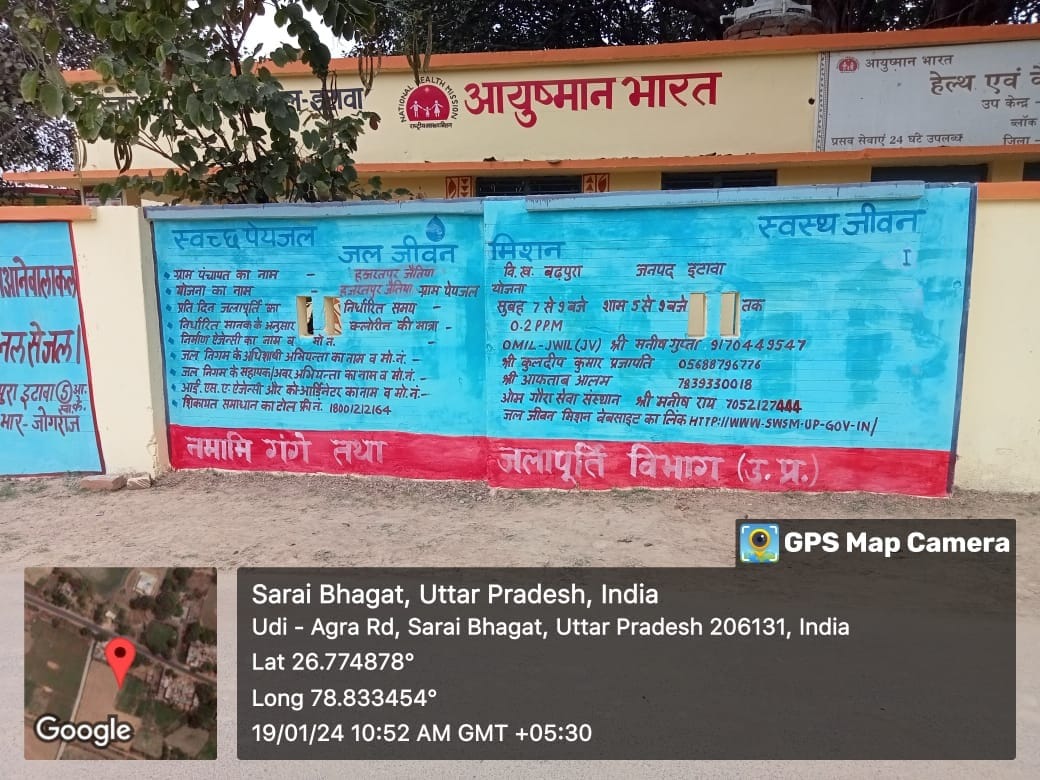 आयुष्मान भारत
NATIONAL HEALTH MISSION
आयुष्मान भारत
हेल्थ एवं
उप केन्द्र -
ब्लॉक
प्रसव सेवाएं 24 घंटे उपलब्ध
जिला -
स्वच्छ पेयजल
स्वस्थ जीवन
जल जीवन मिशन
ग्राम पंचायत का नाम - हजरतपुर जैतिया वि.ख. बढ़पुरा जनपद इटावा
योजना का नाम - हजरतपुर जैतिया ग्राम पेयजल योजना
प्रति दिन जलापूर्ति का निर्धारित समय - सुबह 7 से 9 बजे शाम 5 से 9 बजे तक
निर्धारित मानक के अनुसार क्लोरीन की मात्रा - 0.2 PPM
निर्माण ऐजेन्सी का नाम व मो.नं. - OMIL-JWIL(JV) श्री मनीष गुप्ता 9170449547
जल निगम के अधिशाषी अभियन्ता का नाम व मो.नं. - श्री कुलदीप कुमार प्रजापति 05688796776
जल निगम के सहायक/अवर अभियन्ता का नाम व मो.नं. - श्री आफताब आलम 7839330018
आई.एस.ए-ऐजेन्सी और को-आर्डिनेटर का नाम व मो.नं:- ओम गौरा सेवा संस्थान श्री मनीष राय 7052127444
शिकायत समाधान का टोल फ्री नं. 18001212164 जल जीवन मिशन वेबसाइट का लिंक HTTP://WWW-SWSM-UP-GOV-IN/
नमामि गंगे तथा जलापूर्ति विभाग (उ.प्र.)
आनेवाला कल
नल से जल।
पुरा इटावा 5
भार- जोगराज
GPS Map Camera
Sarai Bhagat, Uttar Pradesh, India
Udi - Agra Rd, Sarai Bhagat, Uttar Pradesh 206131, India
Lat 26.774878°
Long 78.833454°
19/01/24 10:52 AM GMT +05:30
Google